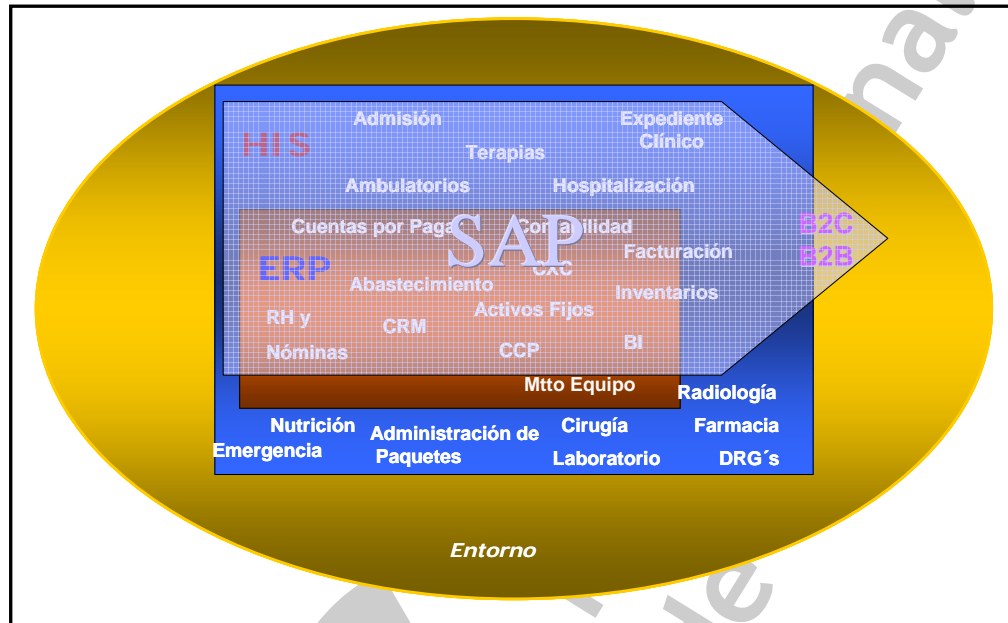 Admisión
Expediente
Clínico
HIS
Terapias
Ambulatorios
Hospitalización
Cuentas por Pagar
Contabilidad
SAP
B2C
Facturación
B2B
ERP
CXC
Abastecimiento
Inventarios
Activos Fijos
RH y
CRM
Nóminas
CCP
BI
Mtto Equipo
Radiología
Nutrición
Administración de
Paquetes
Cirugía
Farmacia
Emergencia
Laboratorio
DRG´s
Entorno